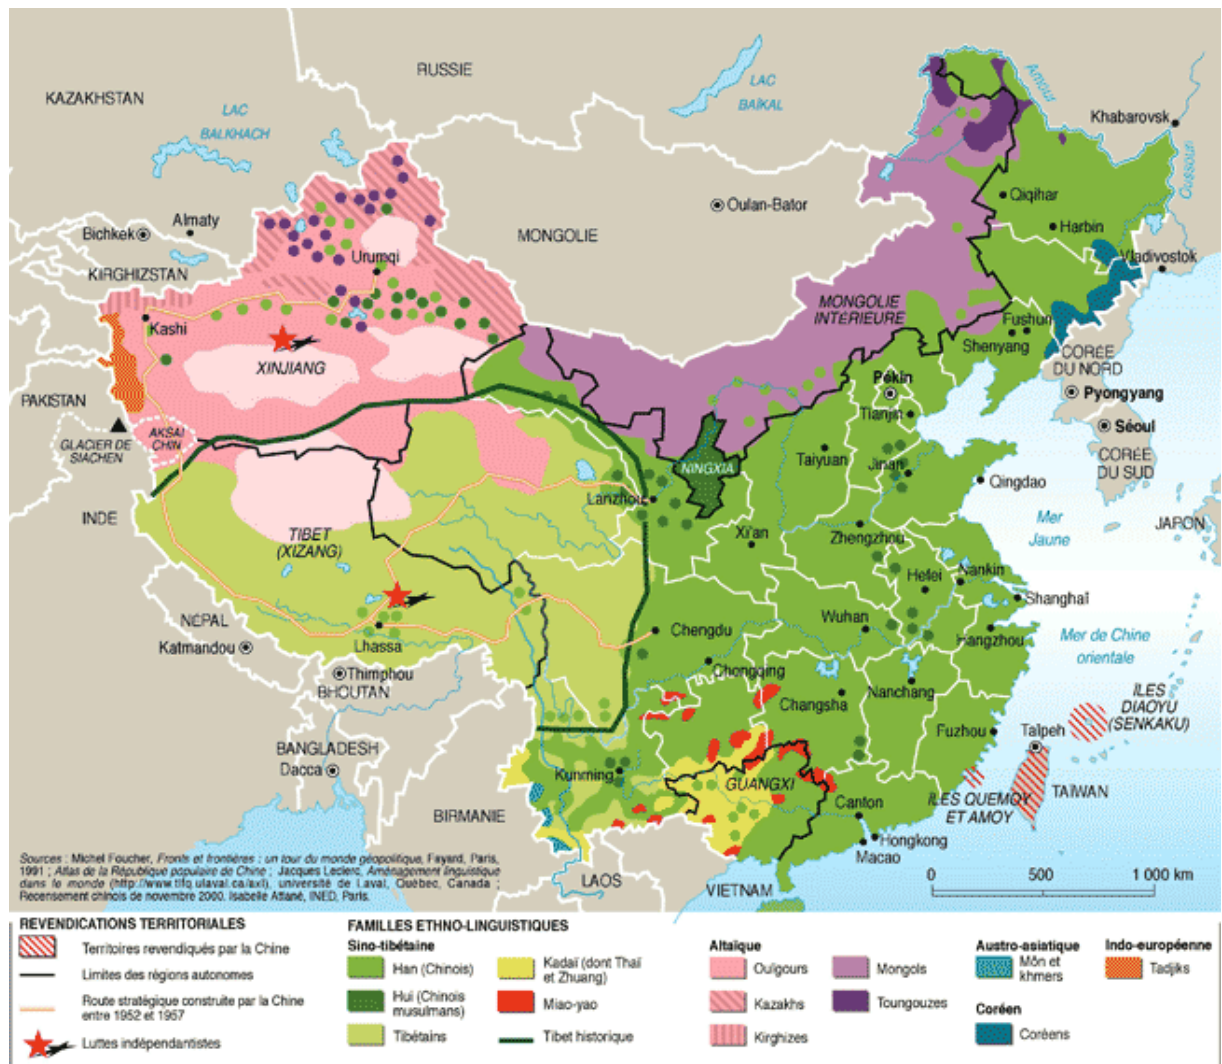 RUSSIE
KAZAKHSTAN
LAC
BALKHACH
LAC
BAÏKAL
Amour
Khabarovsk
Oussouri
Bichkek
Almaty
Oulan-Bator
MONGOLIE
Qiqihar
Harbin
Vladivostok
KIRGHIZSTAN
Urumqi
Kashi
XINJIANG
MONGOLIE
INTÉRIEURE
Fushun
Shenyang
CORÉE
DU NORD
Pyongyang
Séoul
CORÉE
DU SUD
Pékin
Tianjin
PAKISTAN
GLACIER DE
SIACHEN
AKSAI
CHIN
NINGXIA
Taiyuan
Jinan
Qingdao
Lanzhou
INDE
TIBET
(XIZANG)
Xi'an
Zhengzhou
Mer
Jaune
JAPON
Hefei
Nankin
Shanghaï
NÉPAL
Katmandou
Lhassa
Chengdu
Wuhan
Hangzhou
Mer de Chine
orientale
Thimphou
BHOUTAN
Chongqing
Changsha
Nanchang
ILES
DIAOYU
(SENKAKU)
Fuzhou
Taïpeh
BANGLADESH
Dacca
Kunming
GUANGXI
TAÏWAN
ILES QUEMOY
ET AMOY
BIRMANIE
Canton
Hongkong
Macao
LAOS
VIETNAM
0 500 1 000 km
Sources : Michel Foucher, Fronts et frontières : un tour du monde géopolitique, Fayard, Paris,
1991 ; Atlas de la République populaire de Chine ; Jacques Leclerc, Aménagement linguistique
dans le monde (http://www.tlfq.ulaval.ca/axl), université de Laval, Québec, Canada ;
Recensement chinois de novembre 2000. Isabelle Attané, INED, Paris.
REVENDICATIONS TERRITORIALES
Territoires revendiqués par la Chine
Limites des régions autonomes
Route stratégique construite par la Chine
entre 1952 et 1957
Luttes indépendantistes
FAMILLES ETHNO-LINGUISTIQUES
Sino-tibétaine
Han (Chinois)
Hui (Chinois
musulmans)
Tibétains
Kadaï (dont Thaï
et Zhuang)
Miao-yao
Tibet historique
Altaïque
Ouïgours
Kazakhs
Kirghizes
Mongols
Toungouzes
Austro-asiatique
Môn et
khmers
Coréen
Coréens
Indo-européenne
Tadjiks